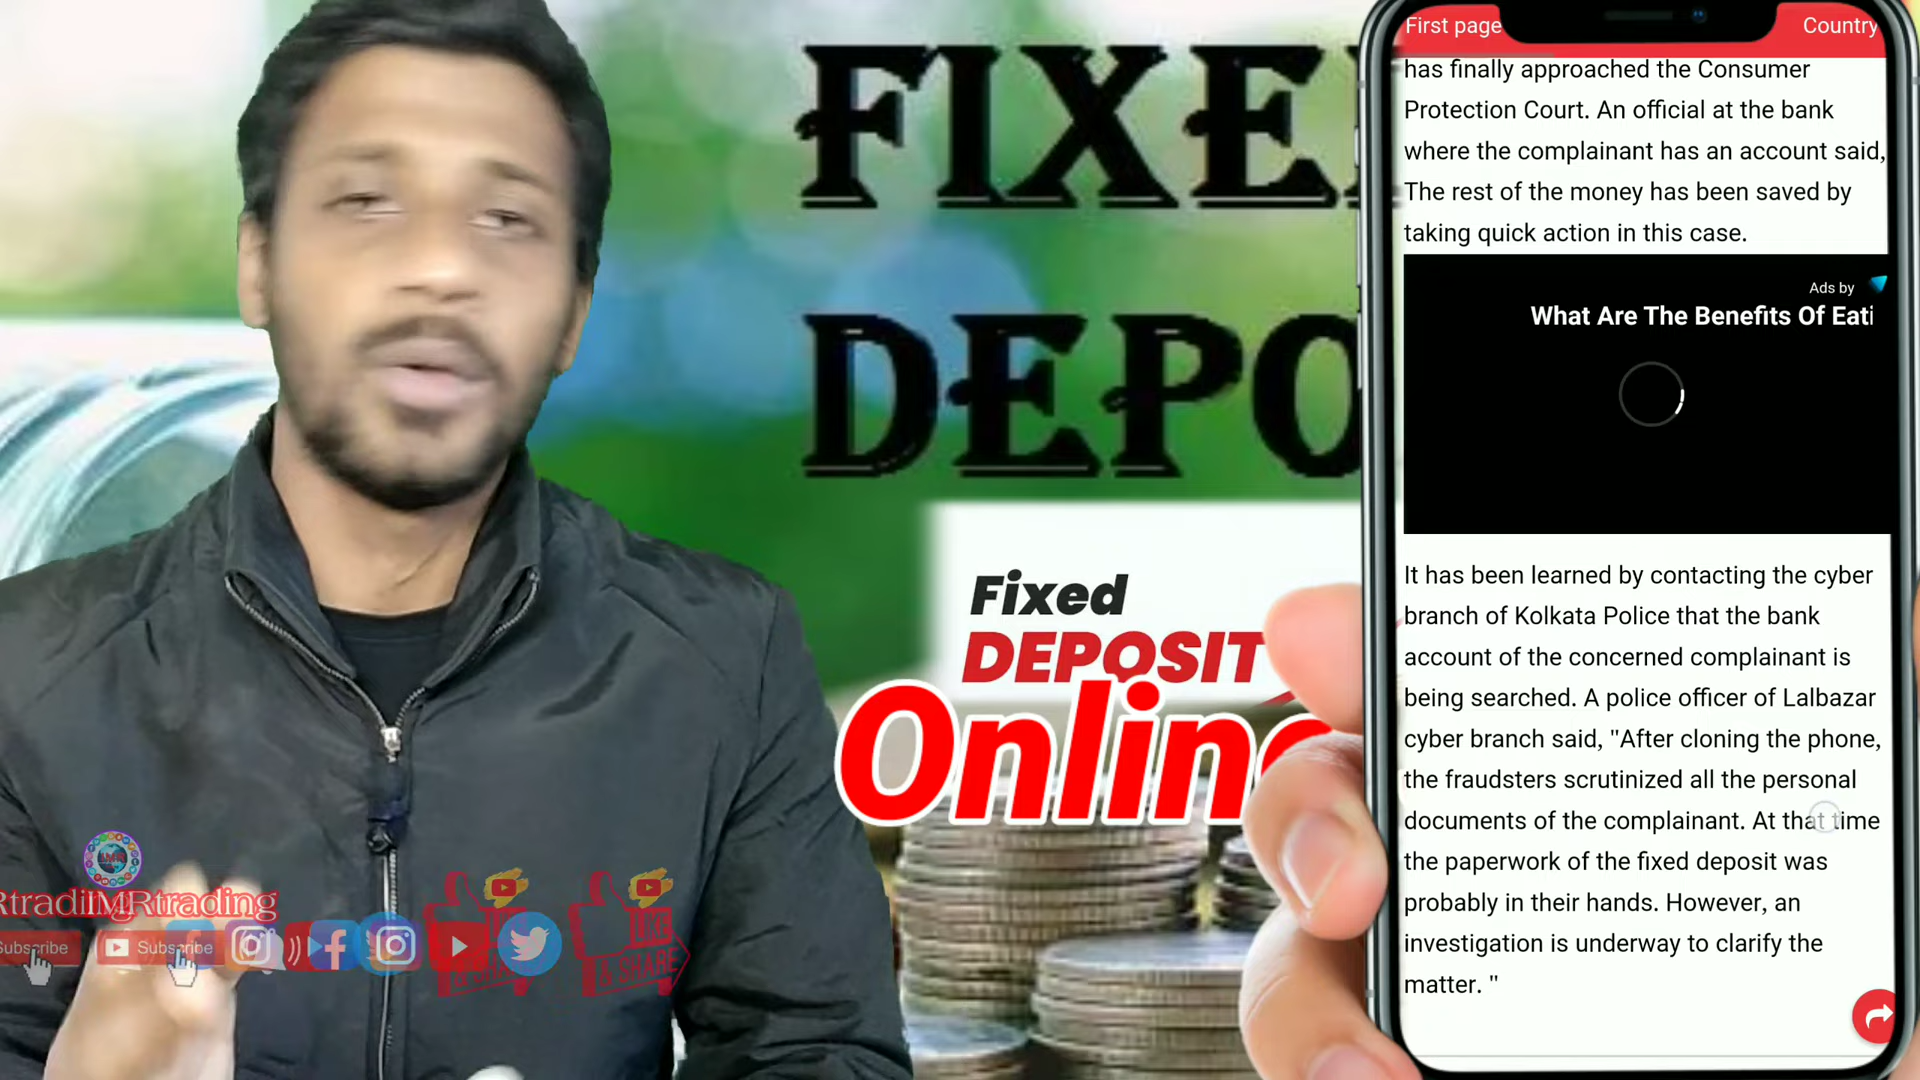 FIXE
DEPO
Fixed
DEPOSIT
Online
RtradiIMRtrading
Subscribe
Subscribe
LIKE
& SHARE
First page
Country
has finally approached the Consumer
Protection Court. An official at the bank
where the complainant has an account said,
The rest of the money has been saved by
taking quick action in this case.
Ads by
What Are The Benefits Of Eati
It has been learned by contacting the cyber
branch of Kolkata Police that the bank
account of the concerned complainant is
being searched. A police officer of Lalbazar
cyber branch said, "After cloning the phone,
the fraudsters scrutinized all the personal
documents of the complainant. At that time
the paperwork of the fixed deposit was
probably in their hands. However, an
investigation is underway to clarify the
matter. "